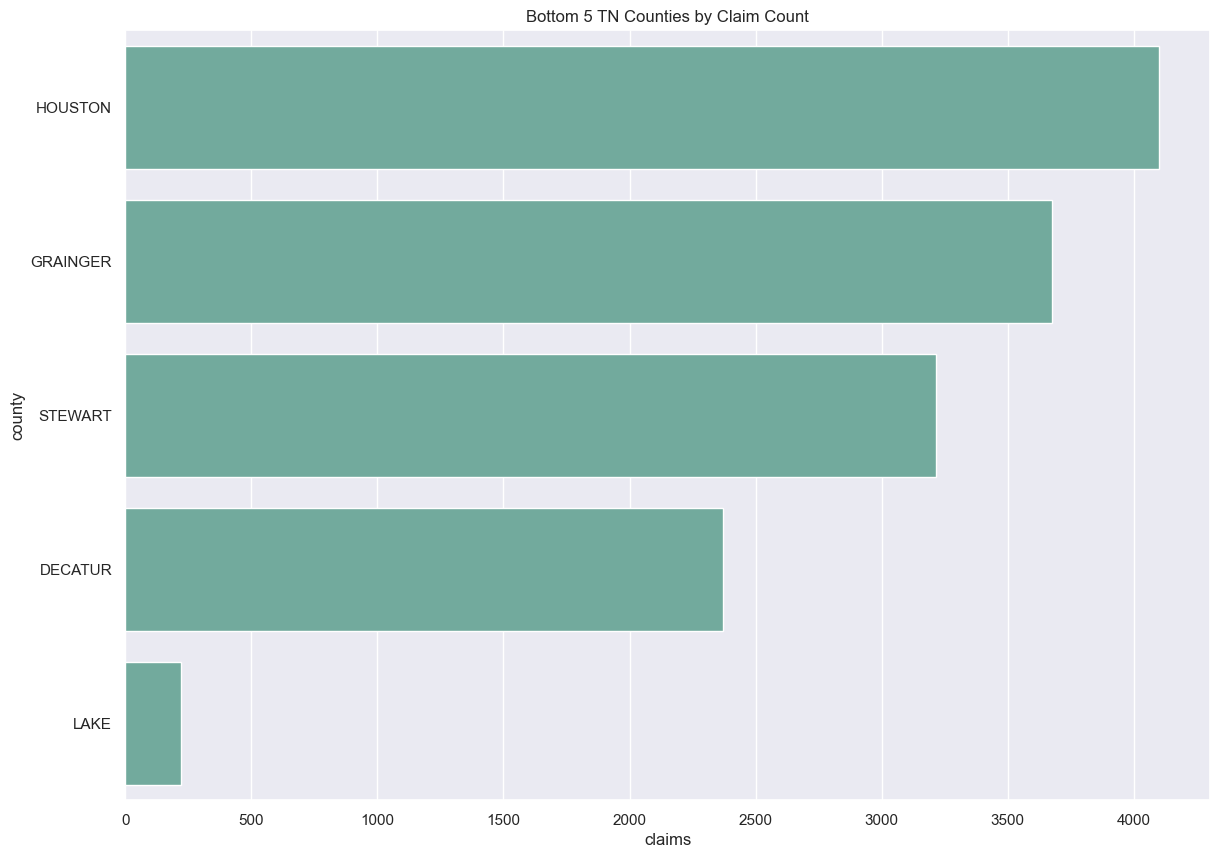 Bottom 5 TN Counties by Claim Count
HOUSTON
GRAINGER
STEWART
DECATUR
LAKE
county
0 500 1000 1500 2000 2500 3000 3500 4000
claims